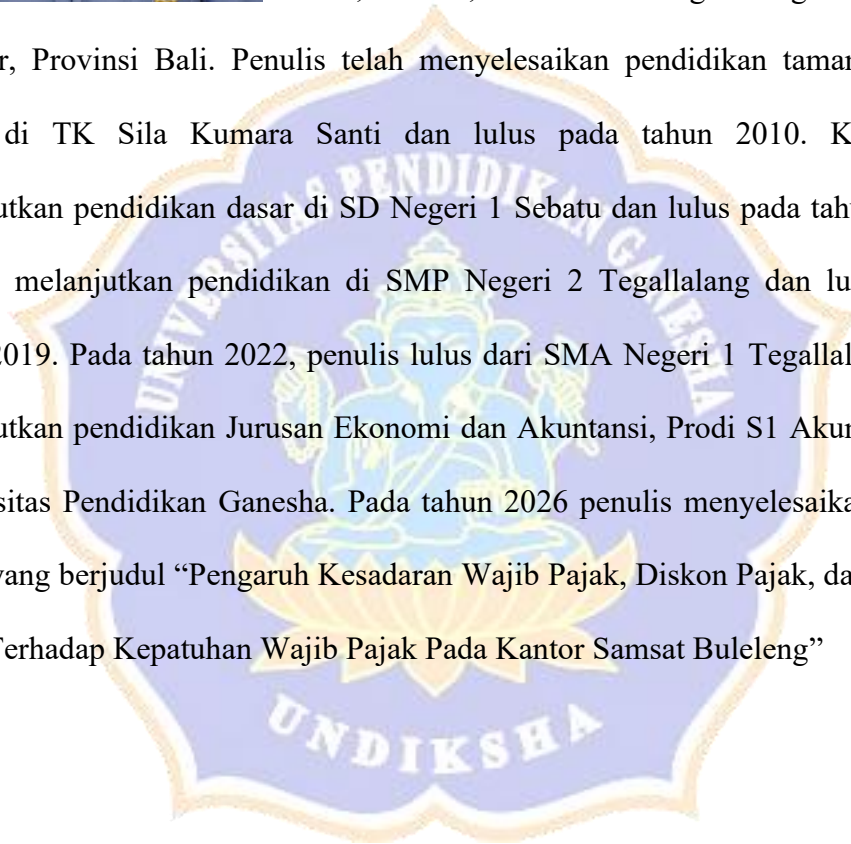 r, Provinsi Bali. Penulis telah menyelesaikan pendidikan taman
di TK Sila Kumara Santi dan lulus pada tahun 2010. K
utkan pendidikan dasar di SD Negeri 1 Sebatu dan lulus pada tahu
melanjutkan pendidikan di SMP Negeri 2 Tegallalang dan lu
2019. Pada tahun 2022, penulis lulus dari SMA Negeri 1 Tegallal
utkan pendidikan Jurusan Ekonomi dan Akuntansi, Prodi S1 Akun
sitas Pendidikan Ganesha. Pada tahun 2026 penulis menyelesaika
yang berjudul “Pengaruh Kesadaran Wajib Pajak, Diskon Pajak, da
Terhadap Kepatuhan Wajib Pajak Pada Kantor Samsat Buleleng”
UNIVERSITAS PENDIDIKAN GANESHA
UNDIKSHA